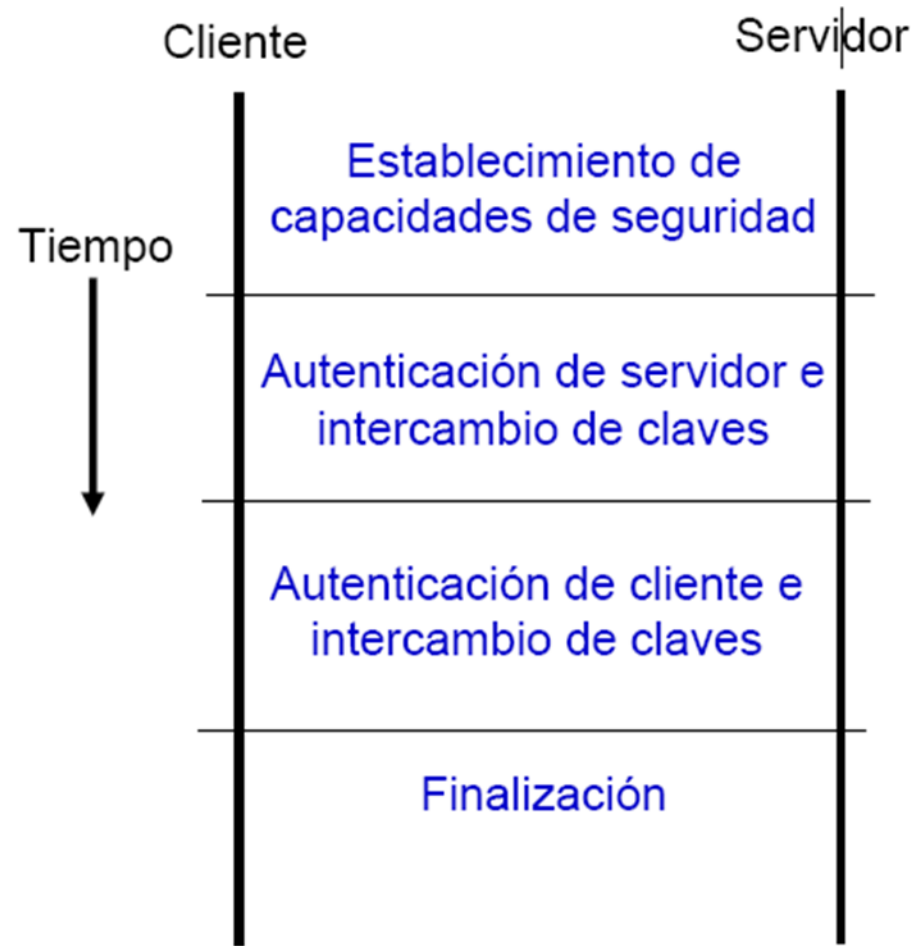 Cliente
Servidor
Establecimiento de
capacidades de seguridad
Tiempo
Autenticación de servidor e
intercambio de claves
Autenticación de cliente e
intercambio de claves
Finalización